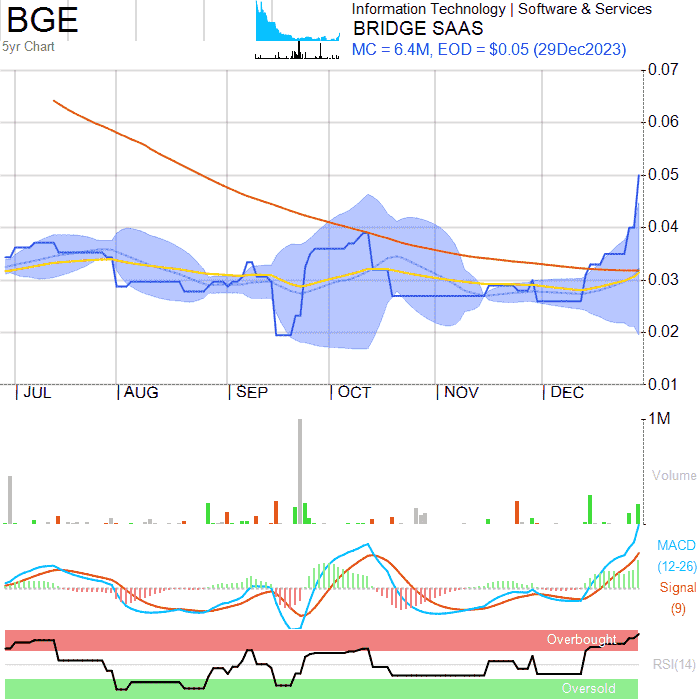 BGE
5yr Chart
Information Technology | Software & Services
BRIDGE SAAS
MC = 6.4M, EOD = $0.05 (29Dec2023)
0.07
0.06
0.05
0.04
0.03
0.02
0.01
JUL AUG SEP OCT NOV DEC
1M
Volume
MACD
(12-26)
Signal
(9)
Overbought
RSI(14)
Oversold